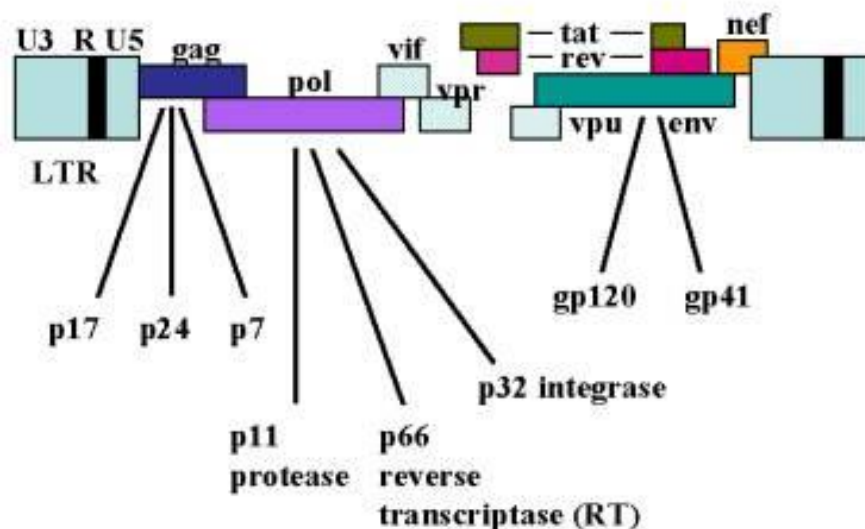 U3 R U5 gag pol vif vpr tat rev vpu env nef
LTR
p17 p24 p7
gp120 gp41
p32 integrase
p11 p66
protease reverse
transcriptase (RT)